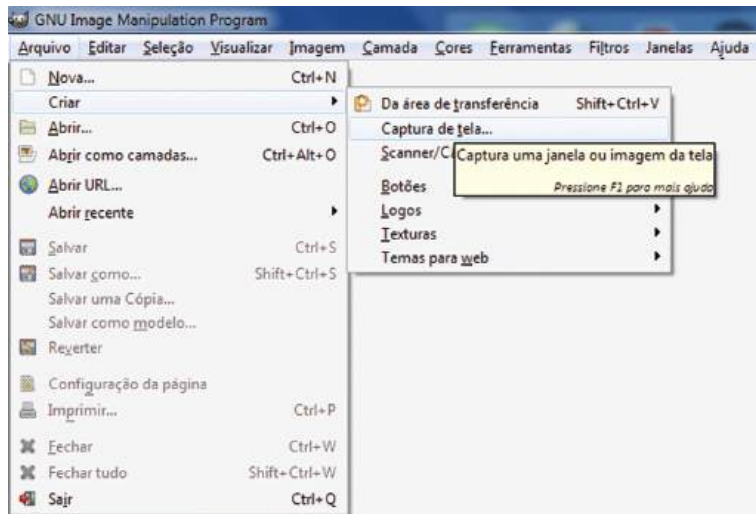 GNU Image Manipulation Program
Arquivo Editar Seleção Visualizar Imagem Camada Cores Ferramentas Filtros Janelas Ajuda
Nova... Ctrl+N
Criar
Abrir... Ctrl+O
Abrir como camadas... Ctrl+Alt+O
Abrir URL...
Abrir recente
Salvar Ctrl+S
Salvar como... Shift+Ctrl+S
Salvar uma Cópia...
Salvar como modelo...
Reverter
Configuração da página
Imprimir... Ctrl+P
Fechar Ctrl+W
Fechar tudo Shift+Ctrl+W
Sair Ctrl+Q
Da área de transferência Shift+Ctrl+V
Captura de tela...
Captura uma janela ou imagem da tela
Pressione F1 para mais ajuda
Botões
Logos
Texturas
Temas para web